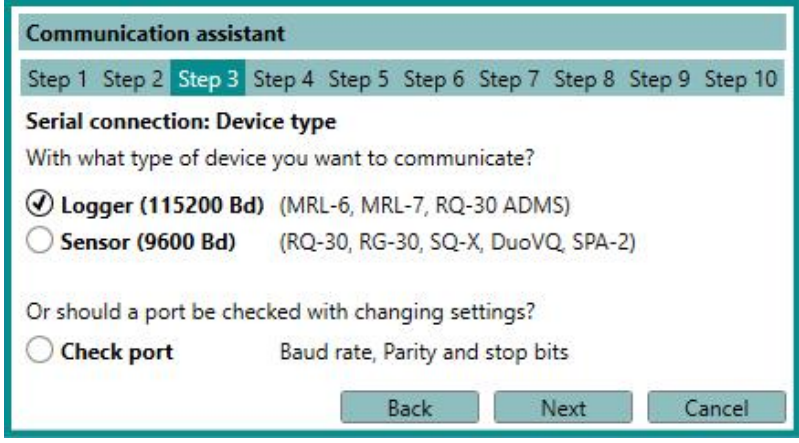 Communication assistant
Step 1 Step 2 Step 3 Step 4 Step 5 Step 6 Step 7 Step 8 Step 9 Step 10
Serial connection: Device type
With what type of device you want to communicate?
Logger (115200 Bd) (MRL-6, MRL-7, RQ-30 ADMS)
Sensor (9600 Bd) (RQ-30, RG-30, SQ-X, DuoVQ, SPA-2)
Or should a port be checked with changing settings?
Check port Baud rate, Parity and stop bits
Back Next Cancel